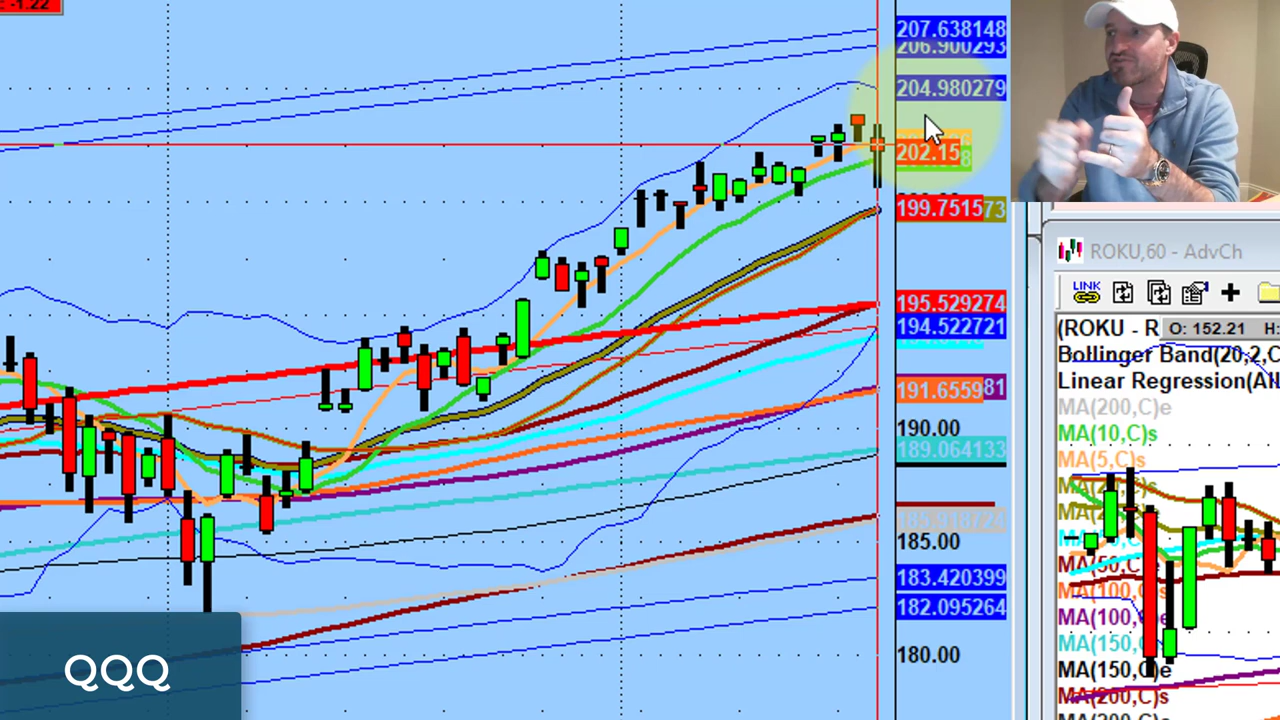 : -1.22
207.638148
206.900293
204.980279
202.15
199.751573
195.529274
194.522721
191.655981
190.00
189.064133
185.00
183.420399
182.095264
180.00
QQQ
ROKU,60 - AdvCh
LINK
(ROKU - R
O: 152.21 H:
Bollinger Band(20,2,C
Linear Regression(All
MA(200,C)e
MA(10,C)s
MA(5,C)s
MA(50,C)e
MA(100,C)s
MA(100,C)e
MA(150,C)s
MA(150,C)e
MA(200,C)s